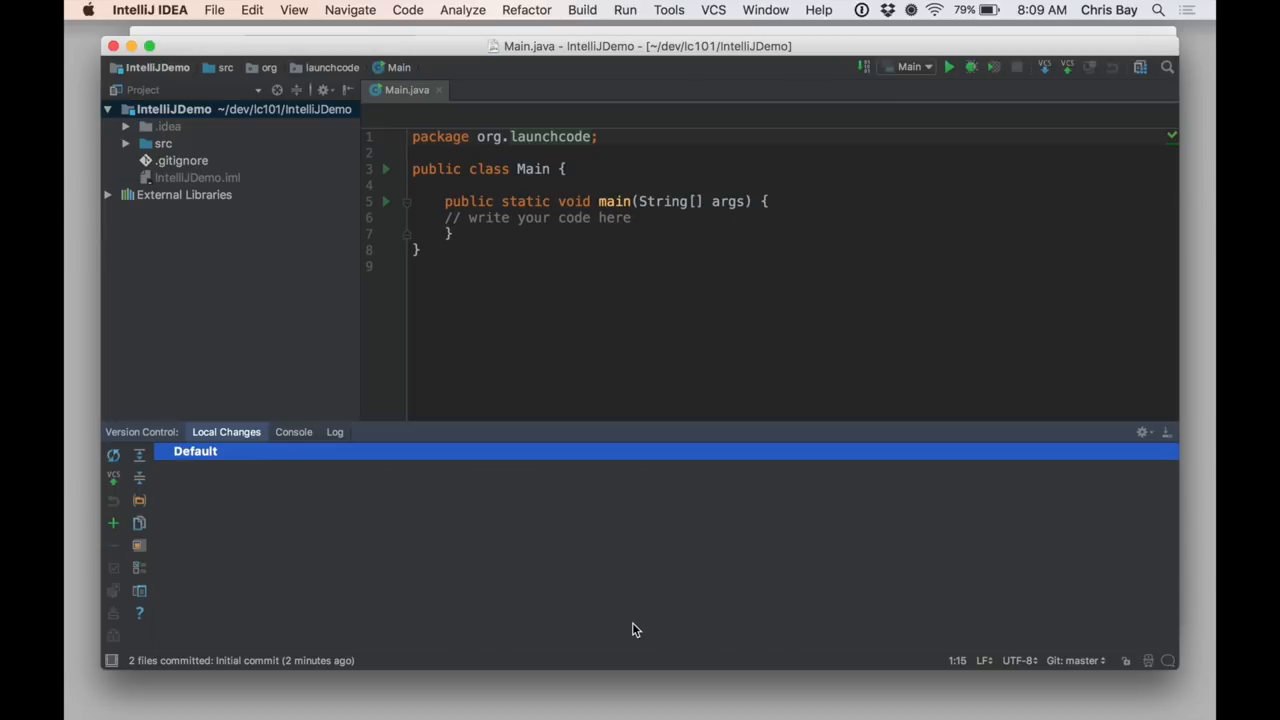 IntelliJ IDEA File Edit View Navigate Code Analyze Refactor Build Run Tools VCS Window Help 79% 8:09 AM Chris Bay
Main.java - IntelliJDemo - [~/dev/lc101/IntelliJDemo]
IntelliJDemo src org launchcode Main Main
Project Main.java
IntelliJDemo ~/dev/lc101/IntelliJDemo
.idea
src
.gitignore
IntelliJDemo.iml
External Libraries
1 package org.launchcode;
2
3 public class Main {
4
5 public static void main(String[] args) {
6 // write your code here
7 }
8 }
9
Version Control: Local Changes Console Log
Default
VCS
?
2 files committed: Initial commit (2 minutes ago) 1:15 LF UTF-8 Git: master